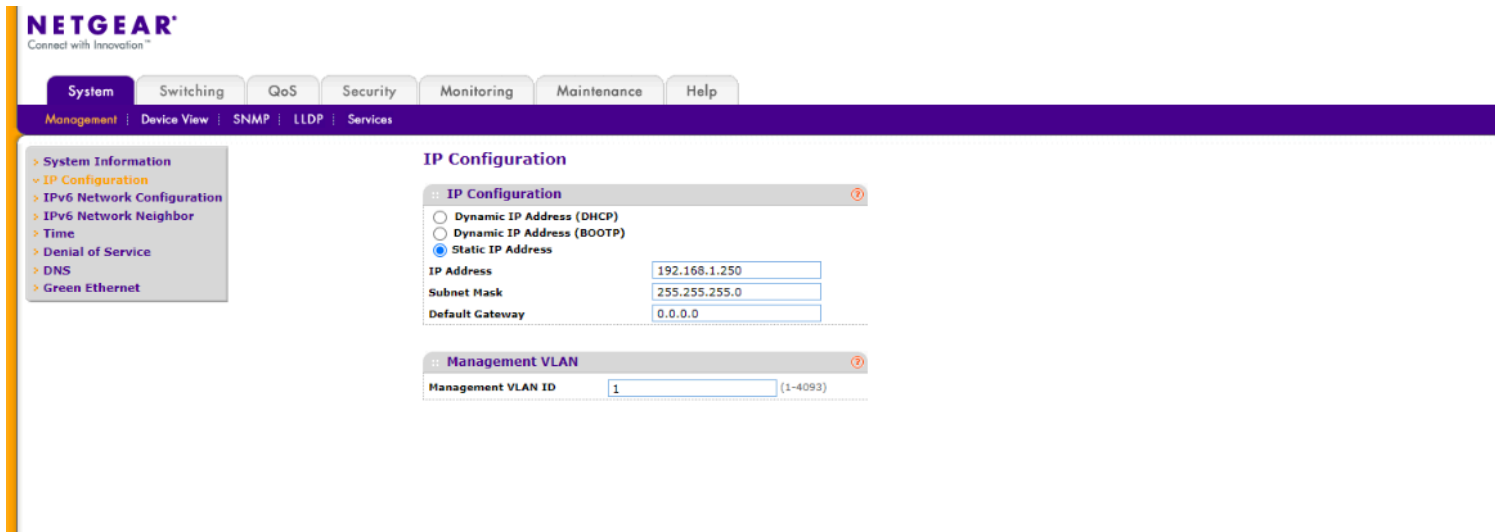 NETGEAR®
Connect with Innovation™
System Switching QoS Security Monitoring Maintenance Help
Management Device View SNMP LLDP Services
System Information
IP Configuration
IPv6 Network Configuration
IPv6 Network Neighbor
Time
Denial of Service
DNS
Green Ethernet
IP Configuration
IP Configuration ?
Dynamic IP Address (DHCP)
Dynamic IP Address (BOOTP)
Static IP Address
IP Address 192.168.1.250
Subnet Mask 255.255.255.0
Default Gateway 0.0.0.0
Management VLAN ?
Management VLAN ID 1 (1-4093)